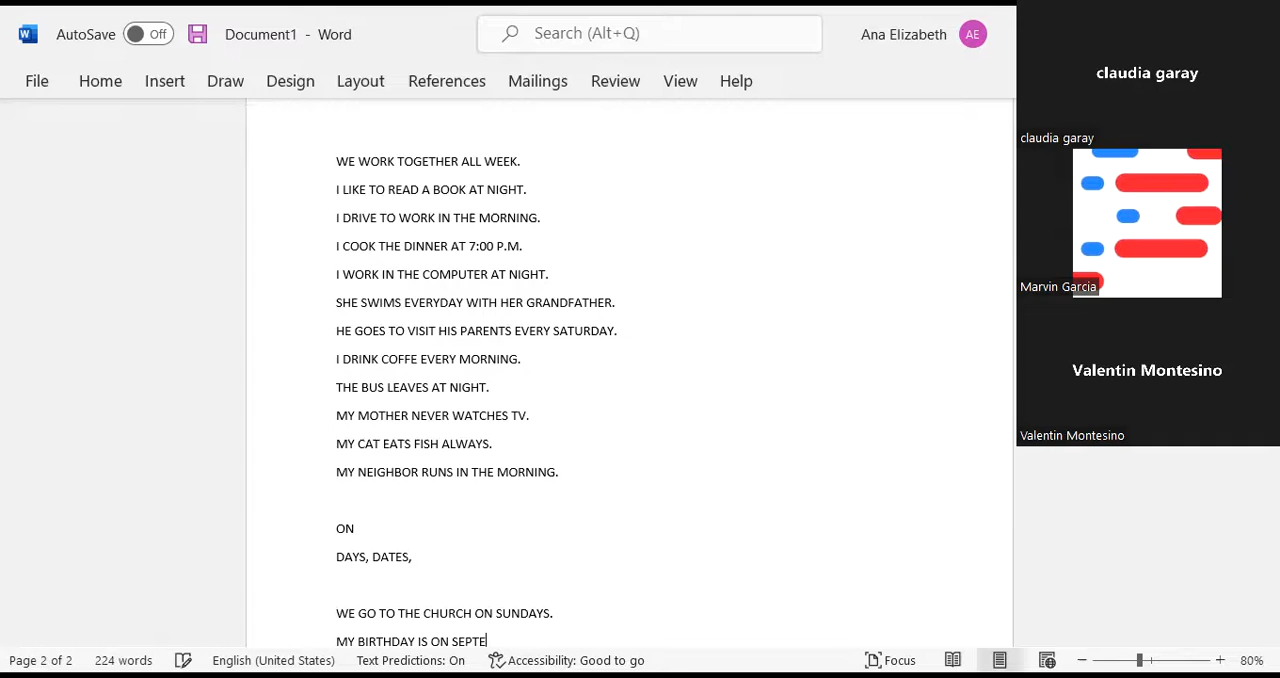 AutoSave Off Document1 - Word Search (Alt+Q) Ana Elizabeth AE
File Home Insert Draw Design Layout References Mailings Review View Help
WE WORK TOGETHER ALL WEEK.
I LIKE TO READ A BOOK AT NIGHT.
I DRIVE TO WORK IN THE MORNING.
I COOK THE DINNER AT 7:00 P.M.
I WORK IN THE COMPUTER AT NIGHT.
SHE SWIMS EVERYDAY WITH HER GRANDFATHER.
HE GOES TO VISIT HIS PARENTS EVERY SATURDAY.
I DRINK COFFE EVERY MORNING.
THE BUS LEAVES AT NIGHT.
MY MOTHER NEVER WATCHES TV.
MY CAT EATS FISH ALWAYS.
MY NEIGHBOR RUNS IN THE MORNING.
ON
DAYS, DATES,
WE GO TO THE CHURCH ON SUNDAYS.
MY BIRTHDAY IS ON SEPTE
Page 2 of 2 224 words English (United States) Text Predictions: On Accessibility: Good to go Focus 80%
claudia garay
claudia garay
Marvin Garcia
Valentin Montesino
Valentin Montesino